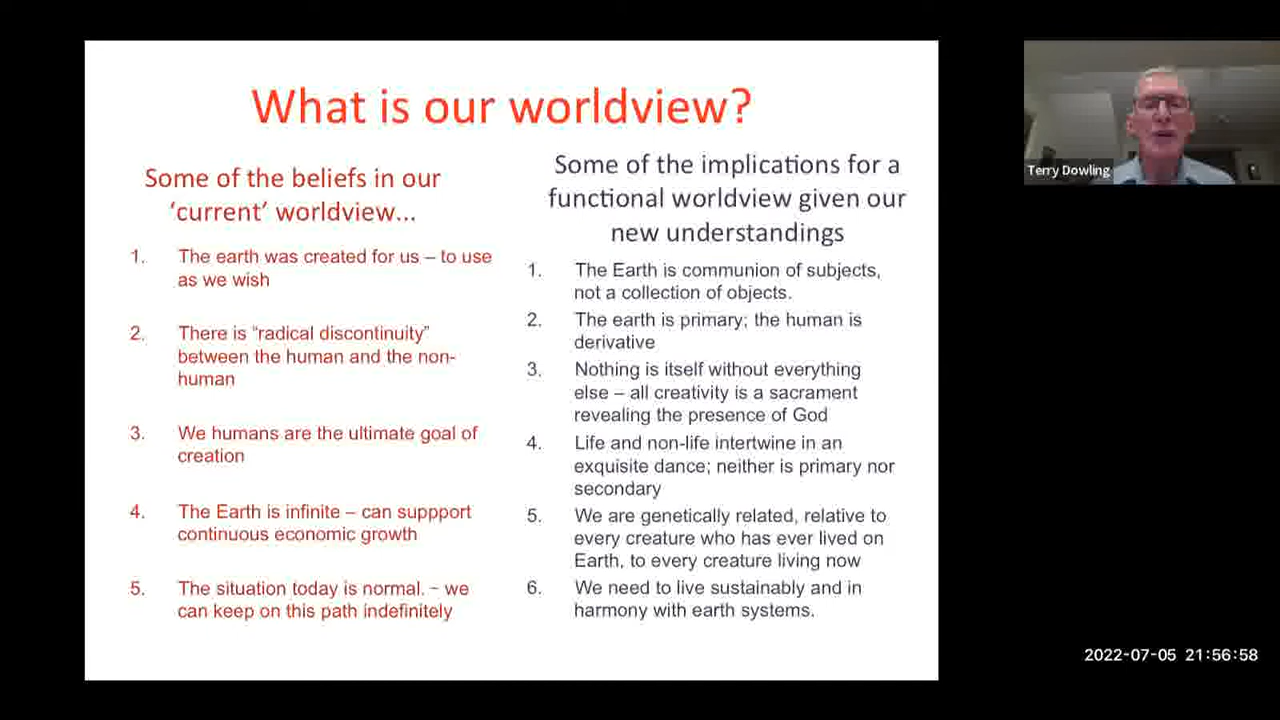 What is our worldview?
Some of the beliefs in our
‘current’ worldview...
1. The earth was created for us – to use
as we wish
2. There is “radical discontinuity”
between the human and the non-
human
3. We humans are the ultimate goal of
creation
4. The Earth is infinite – can suppport
continuous economic growth
5. The situation today is normal. – we
can keep on this path indefinitely
Some of the implications for a
functional worldview given our
new understandings
1. The Earth is communion of subjects,
not a collection of objects.
2. The earth is primary; the human is
derivative
3. Nothing is itself without everything
else – all creativity is a sacrament
revealing the presence of God
4. Life and non-life intertwine in an
exquisite dance; neither is primary nor
secondary
5. We are genetically related, relative to
every creature who has ever lived on
Earth, to every creature living now
6. We need to live sustainably and in
harmony with earth systems.
Terry Dowling
2022-07-05 21:56:58